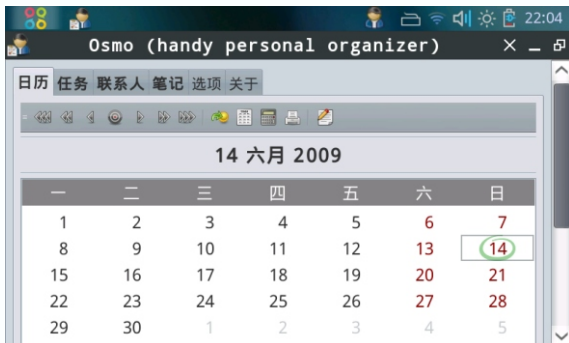 22:04
Osmo (handy personal organizer)
日历 任务 联系人 笔记 选项 关于
14 六月 2009
一 二 三 四 五 六 日
1 2 3 4 5 6 7
8 9 10 11 12 13 14
15 16 17 18 19 20 21
22 23 24 25 26 27 28
29 30 1 2 3 4 5